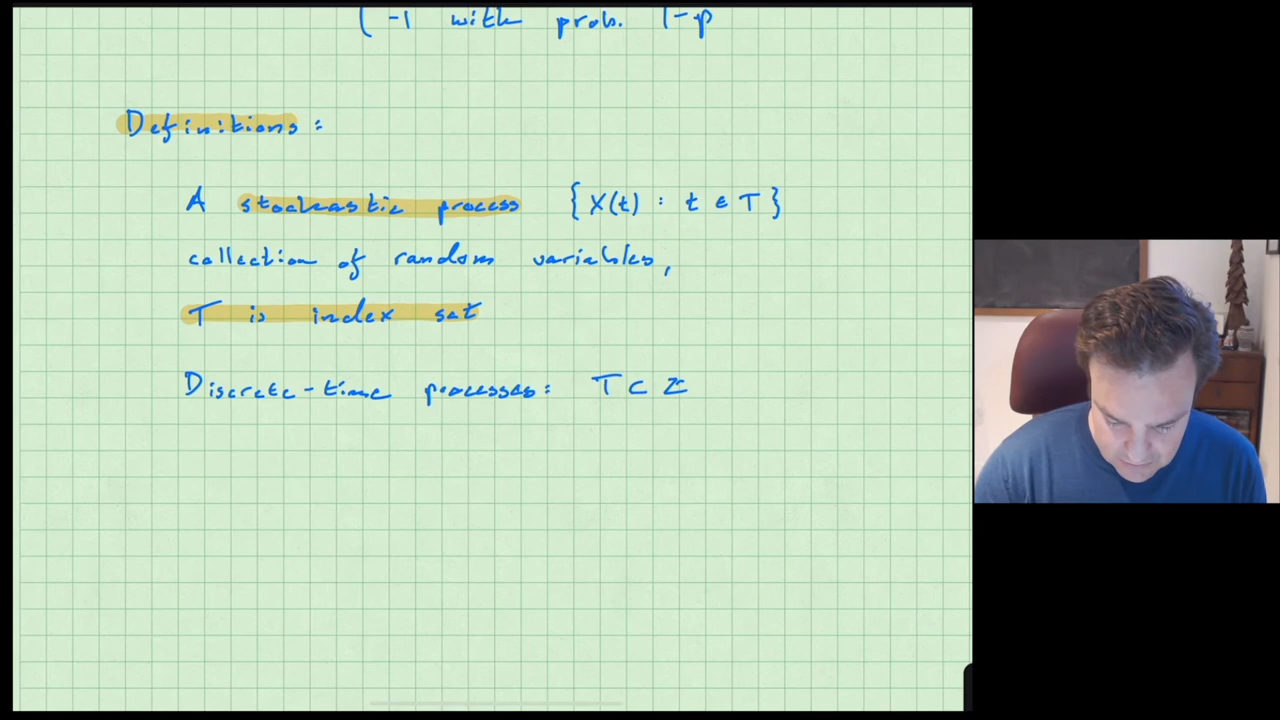 { -1 with prob. 1-p
Definitions:
A stochastic process {X(t) : t ∈ T}
collection of random variables,
T is index set
Discrete-time processes: T ⊂ ℤ